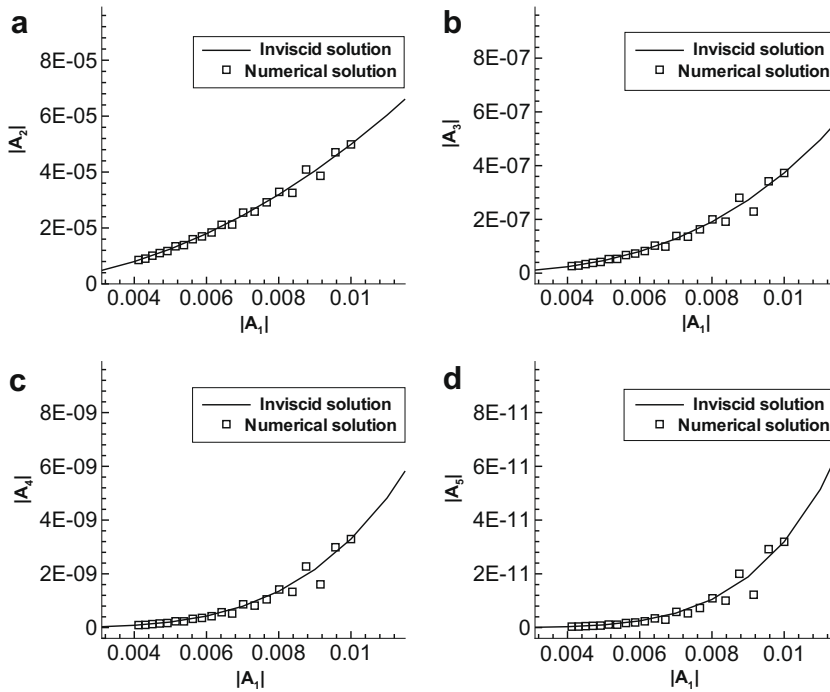 a
|A2|
8E-05
6E-05
4E-05
2E-05
0
Inviscid solution
Numerical solution
0.004 0.006 0.008 0.01
|A1|
b
|A3|
8E-07
6E-07
4E-07
2E-07
0
Inviscid solution
Numerical solution
0.004 0.006 0.008 0.01
|A1|
c
|A4|
8E-09
6E-09
4E-09
2E-09
0
Inviscid solution
Numerical solution
0.004 0.006 0.008 0.01
|A1|
d
|A5|
8E-11
6E-11
4E-11
2E-11
0
Inviscid solution
Numerical solution
0.004 0.006 0.008 0.01
|A1|